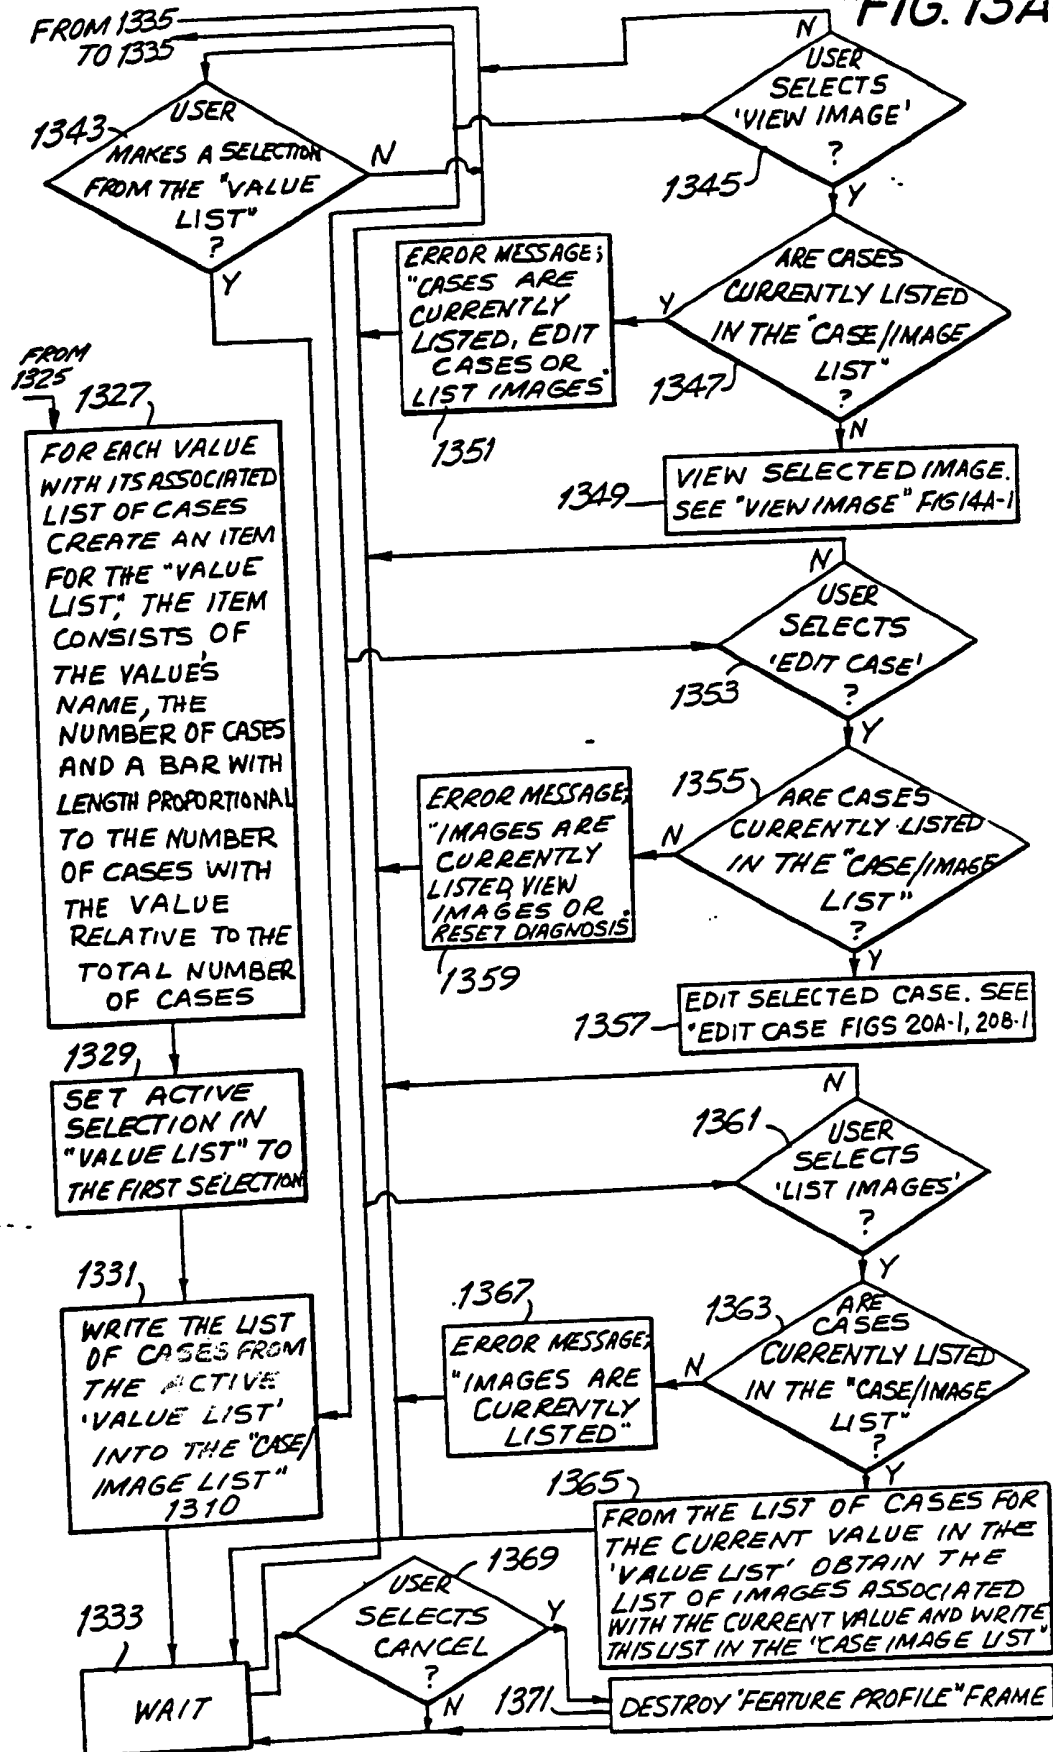 FIG. 13A
FROM 1335
TO 1335
1343
USER
MAKES A SELECTION
FROM THE "VALUE
LIST"
?
N
Y
N
USER
SELECTS
'VIEW IMAGE'
?
1345
Y
ARE CASES
CURRENTLY LISTED
IN THE "CASE/IMAGE
LIST"
?
1347
Y
N
ERROR MESSAGE;
"CASES ARE
CURRENTLY
LISTED, EDIT
CASES OR
LIST IMAGES"
1351
1349
VIEW SELECTED IMAGE.
SEE "VIEW IMAGE" FIG 14A-1
FROM
1325
1327
FOR EACH VALUE
WITH ITS ASSOCIATED
LIST OF CASES
CREATE AN ITEM
FOR THE "VALUE
LIST", THE ITEM
CONSISTS OF
THE VALUE'S
NAME, THE
NUMBER OF CASES
AND A BAR WITH
LENGTH PROPORTIONAL
TO THE NUMBER
OF CASES WITH
THE VALUE
RELATIVE TO THE
TOTAL NUMBER
OF CASES
N
USER
SELECTS
'EDIT CASE'
?
1353
Y
1355
ARE CASES
CURRENTLY LISTED
IN THE "CASE/IMAGE
LIST"
?
N
Y
ERROR MESSAGE;
"IMAGES ARE
CURRENTLY
LISTED, VIEW
IMAGES OR
RESET DIAGNOSIS.
1359
1357
EDIT SELECTED CASE. SEE
"EDIT CASE FIGS 20A-1, 20B-1
1329
SET ACTIVE
SELECTION IN
"VALUE LIST" TO
THE FIRST SELECTION
N
1361
USER
SELECTS
'LIST IMAGES'
?
Y
1363
ARE
CASES
CURRENTLY LISTED
IN THE "CASE/IMAGE
LIST"
?
N
Y
1367
ERROR MESSAGE;
"IMAGES ARE
CURRENTLY
LISTED"
1331
WRITE THE LIST
OF CASES FROM
THE ACTIVE
'VALUE LIST'
INTO THE "CASE/
IMAGE LIST"
1310
1365
FROM THE LIST OF CASES FOR
THE CURRENT VALUE IN THE
'VALUE LIST' OBTAIN THE
LIST OF IMAGES ASSOCIATED
WITH THE CURRENT VALUE AND WRITE
THIS LIST IN THE "CASE IMAGE LIST"
1333
WAIT
1369
USER
SELECTS
CANCEL
?
Y
N
1371
DESTROY "FEATURE PROFILE" FRAME